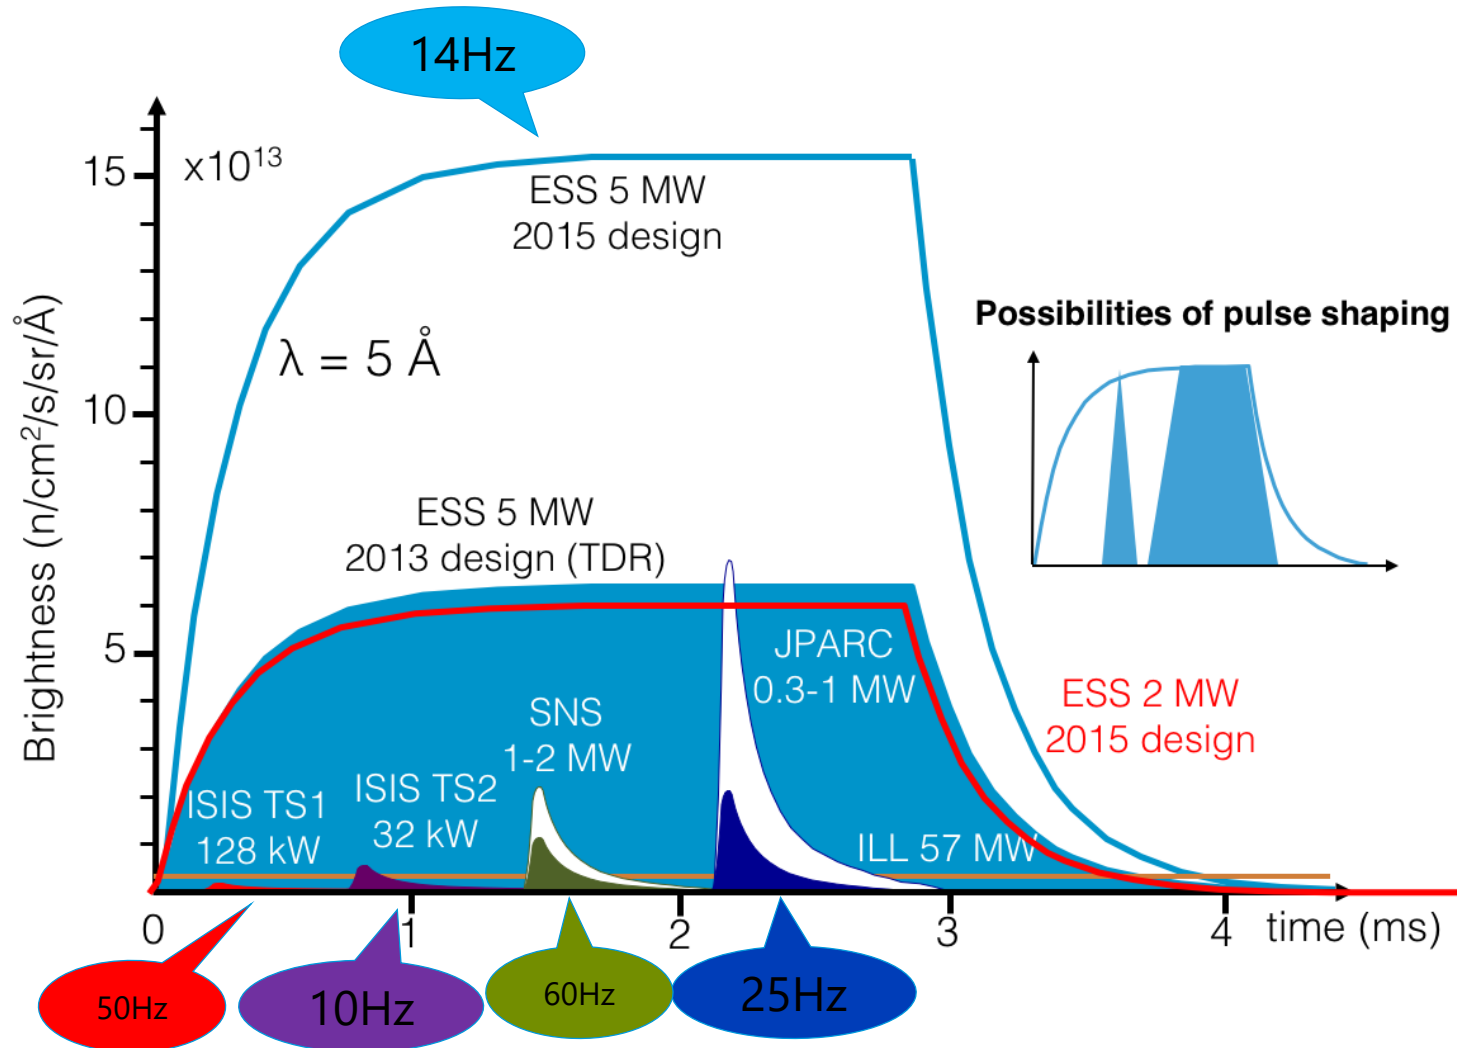 14Hz
x10¹³
15
ESS 5 MW
2015 design
Possibilities of pulse shaping
λ = 5 Å
10
Brightness (n/cm²/s/sr/Å)
ESS 5 MW
2013 design (TDR)
5
JPARC
0.3-1 MW
ESS 2 MW
2015 design
SNS
1-2 MW
ISIS TS1
128 kW
ISIS TS2
32 kW
ILL 57 MW
0
1
2
3
4
time (ms)
50Hz
10Hz
60Hz
25Hz